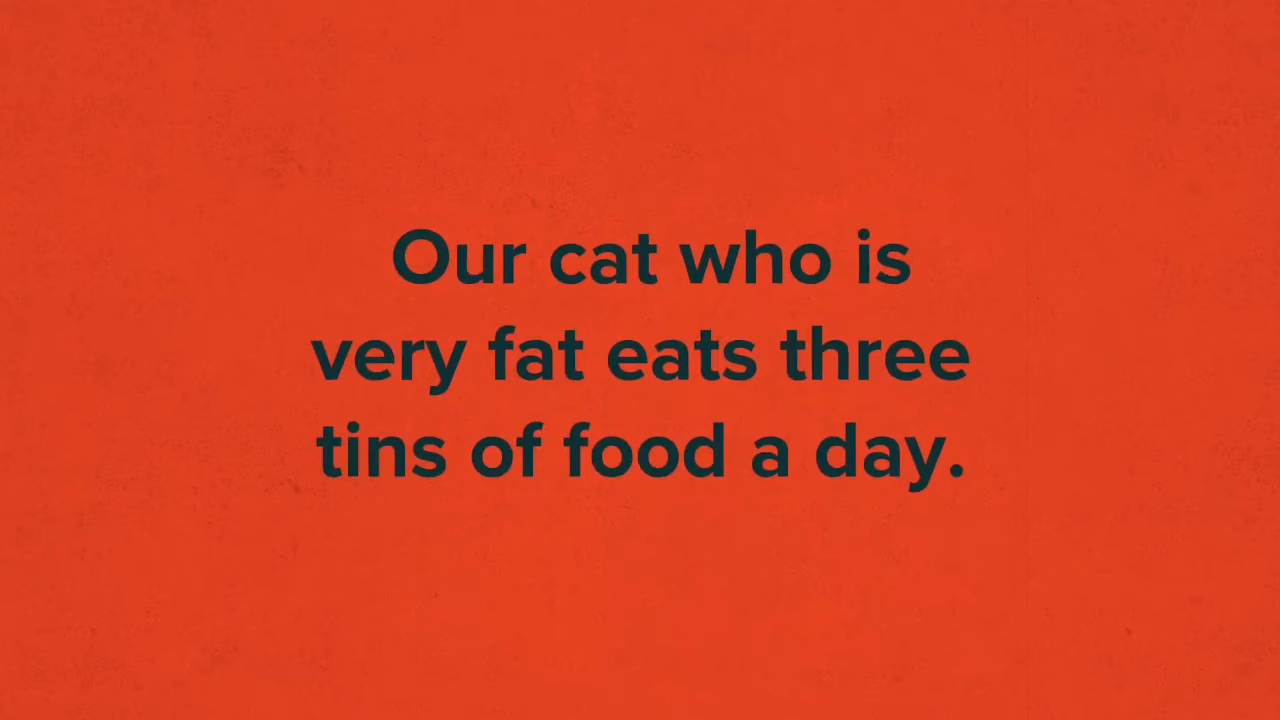 Our cat who is
very fat eats three
tins of food a day.